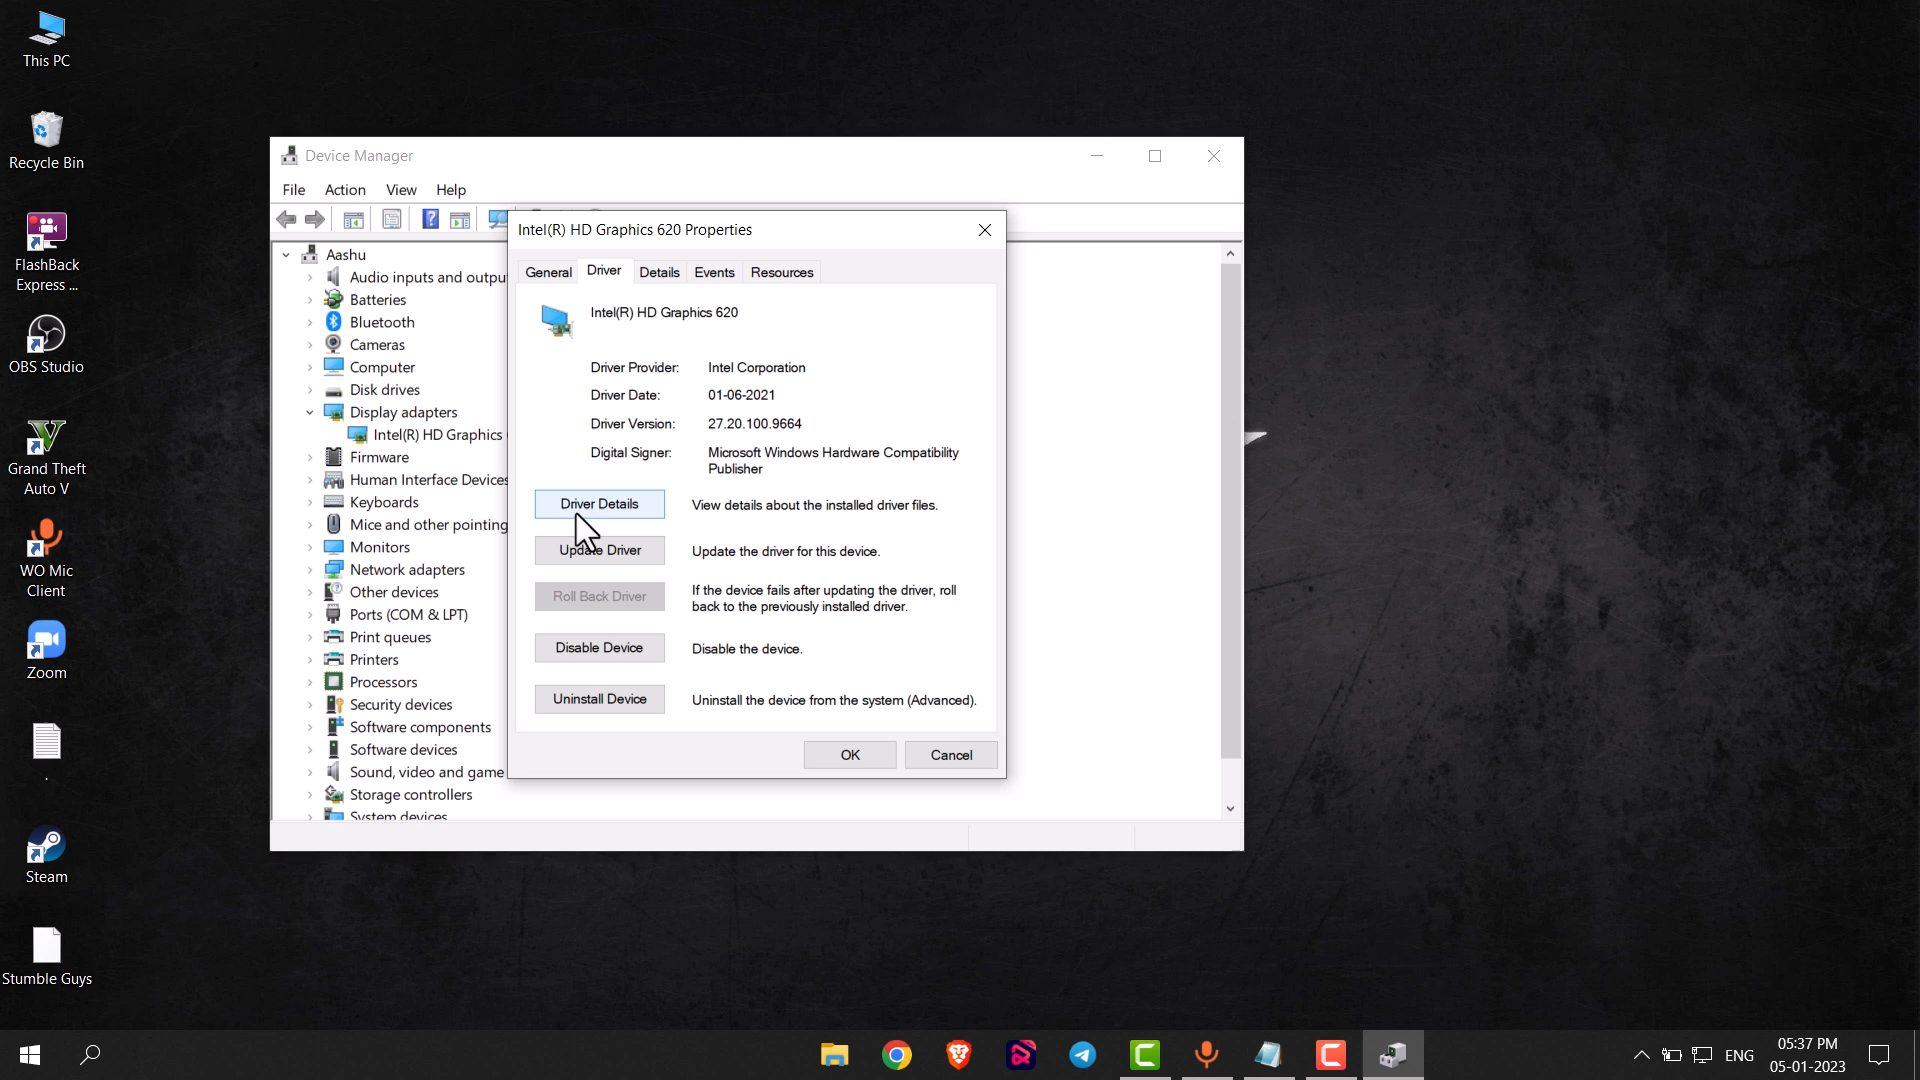 This PC
Recycle Bin
FlashBack
Express ...
OBS Studio
Grand Theft
Auto V
WO Mic
Client
Zoom
.
Steam
Stumble Guys
Device Manager
File Action View Help
Aashu
Audio inputs and outpu
Batteries
Bluetooth
Cameras
Computer
Disk drives
Display adapters
Intel(R) HD Graphics
Firmware
Human Interface Devices
Keyboards
Mice and other pointing
Monitors
Network adapters
Other devices
Ports (COM & LPT)
Print queues
Printers
Processors
Security devices
Software components
Software devices
Sound, video and game
Storage controllers
System devices
Intel(R) HD Graphics 620 Properties
General Driver Details Events Resources
Intel(R) HD Graphics 620
Driver Provider: Intel Corporation
Driver Date: 01-06-2021
Driver Version: 27.20.100.9664
Digital Signer: Microsoft Windows Hardware Compatibility
Publisher
Driver Details View details about the installed driver files.
Update Driver Update the driver for this device.
Roll Back Driver If the device fails after updating the driver, roll
back to the previously installed driver.
Disable Device Disable the device.
Uninstall Device Uninstall the device from the system (Advanced).
OK Cancel
ENG
05:37 PM
05-01-2023